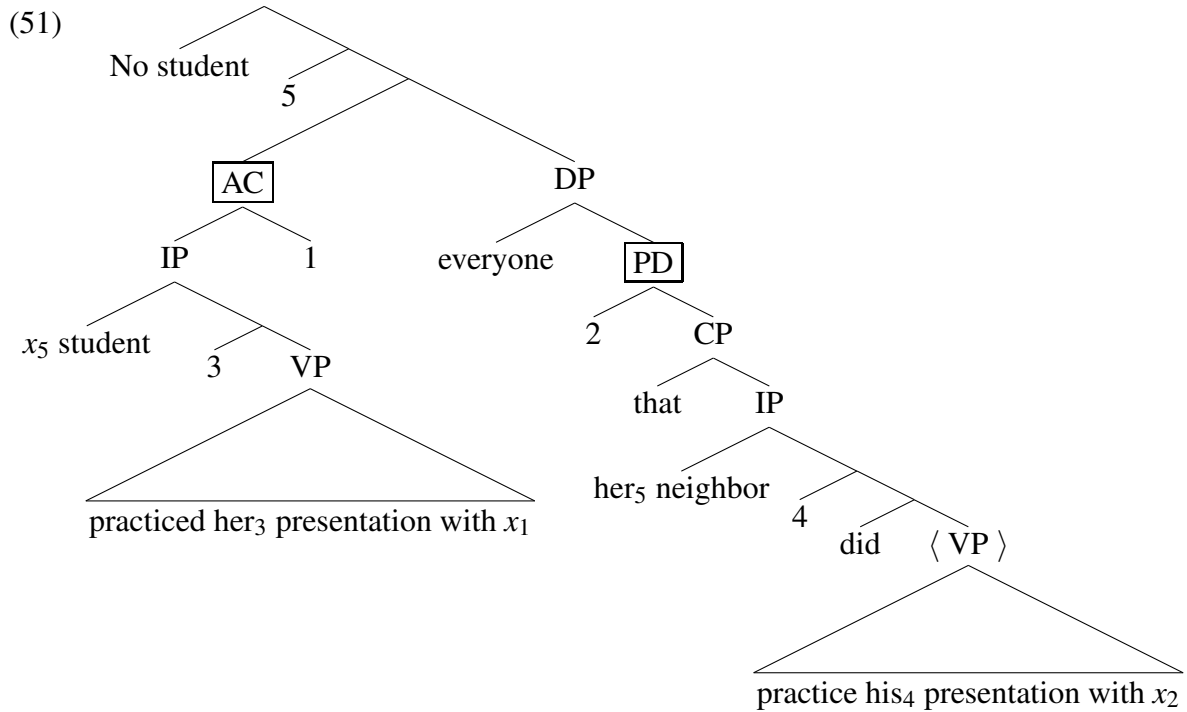 (51)
No student
5
AC
DP
IP
1
everyone
PD
x5 student
3
VP
2
CP
that
IP
practiced her3 presentation with x1
her5 neighbor
4
did
⟨ VP ⟩
practice his4 presentation with x2